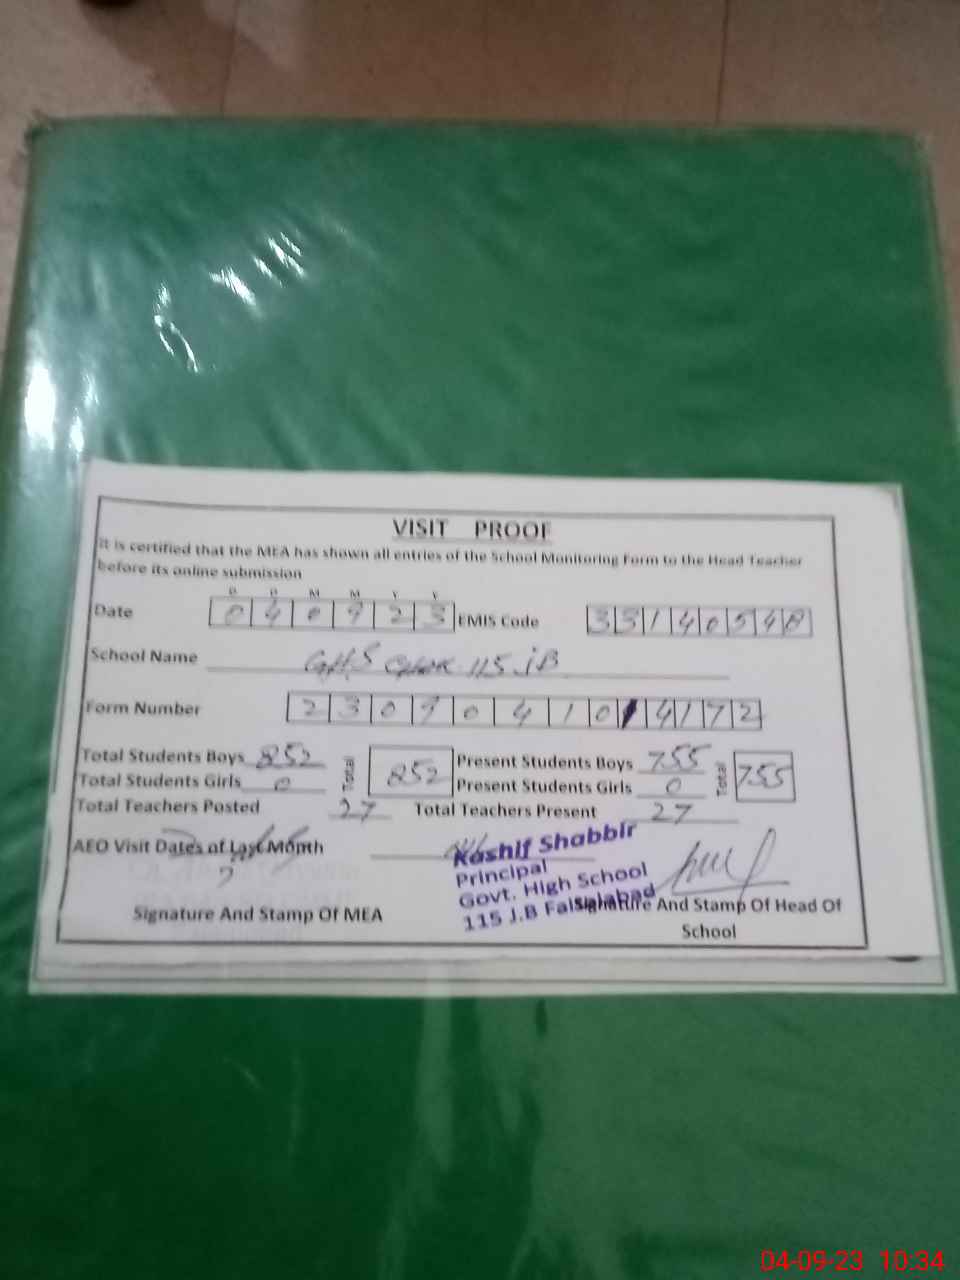 VISIT PROOF
It is certified that the MEA has shown all entries of the School Monitoring Form to the Head Teacher
before its online submission
D D M M Y Y
Date 0 4 0 9 2 3 EMIS Code 3 3 1 4 0 5 4 8
School Name GHS Chak 115 JB
Form Number 2 3 0 9 0 4 1 0 1 4 1 7 2
Total Students Boys 852 Total 852 Present Students Boys 755 Total 755
Total Students Girls 0 Present Students Girls 0
Total Teachers Posted 27 Total Teachers Present 27
AEO Visit Dates of Last Month
Kashif Shabbir
Principal
Govt. High School
115 J.B Faisalabad
Signature And Stamp Of MEA
Signature And Stamp Of Head Of
School
04-09-23 10:34